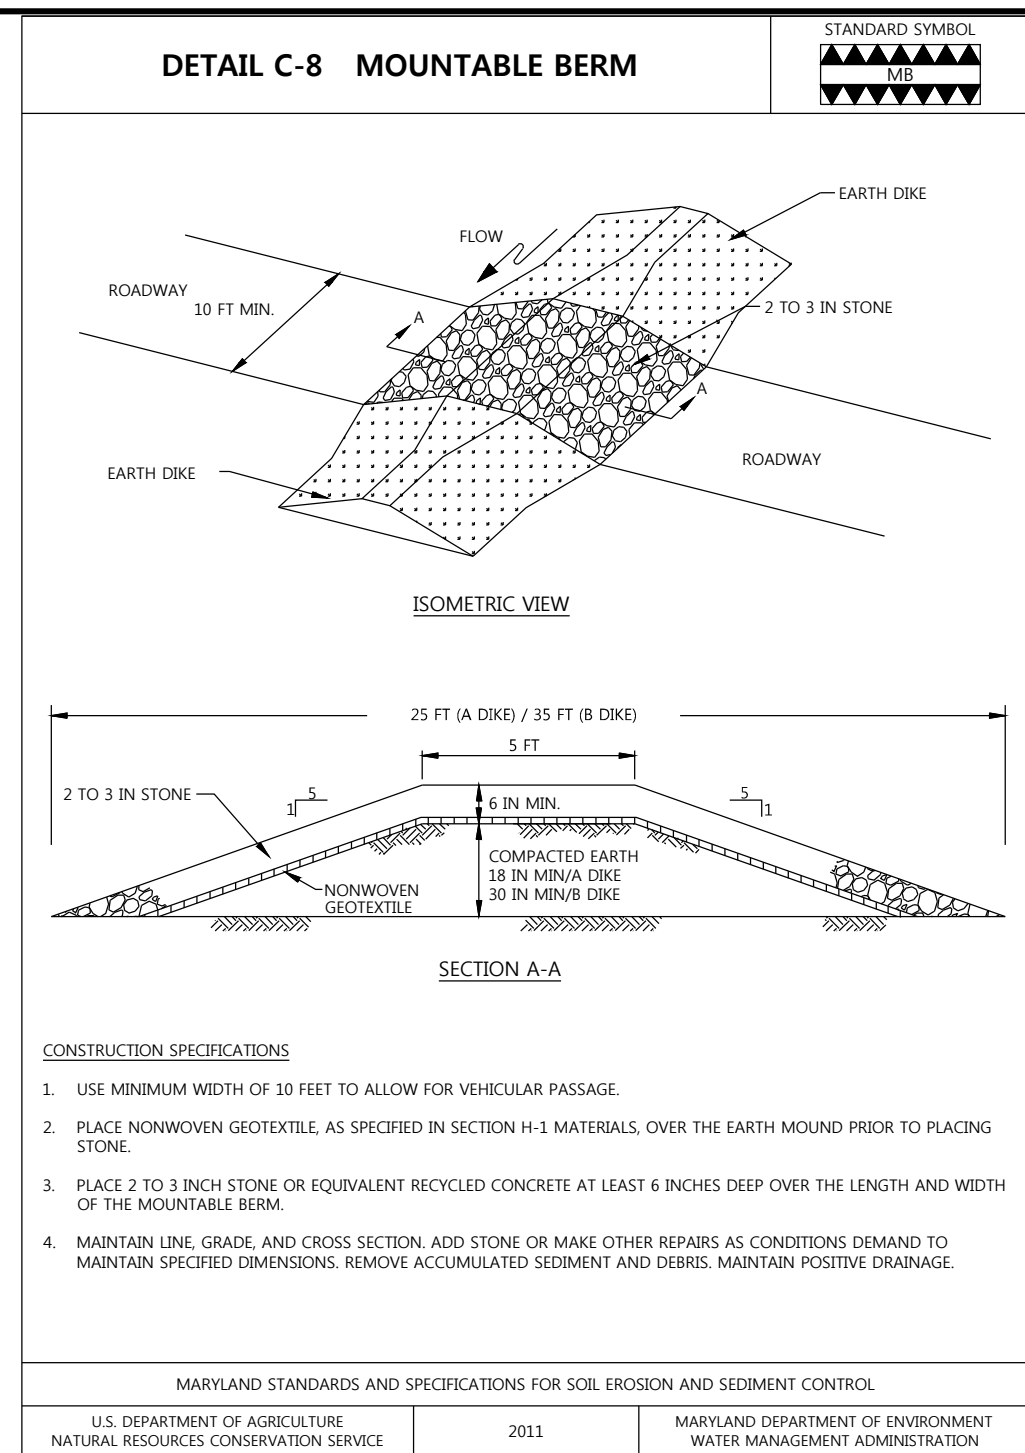 DETAIL C-8 MOUNTABLE BERM
STANDARD SYMBOL
MB
EARTH DIKE
FLOW
ROADWAY
10 FT MIN.
A
2 TO 3 IN STONE
A
ROADWAY
EARTH DIKE
ISOMETRIC VIEW
25 FT (A DIKE) / 35 FT (B DIKE)
5 FT
2 TO 3 IN STONE
5
1
6 IN MIN.
5
1
COMPACTED EARTH
18 IN MIN/A DIKE
30 IN MIN/B DIKE
NONWOVEN
GEOTEXTILE
SECTION A-A
CONSTRUCTION SPECIFICATIONS
1. USE MINIMUM WIDTH OF 10 FEET TO ALLOW FOR VEHICULAR PASSAGE.
2. PLACE NONWOVEN GEOTEXTILE, AS SPECIFIED IN SECTION H-1 MATERIALS, OVER THE EARTH MOUND PRIOR TO PLACING
STONE.
3. PLACE 2 TO 3 INCH STONE OR EQUIVALENT RECYCLED CONCRETE AT LEAST 6 INCHES DEEP OVER THE LENGTH AND WIDTH
OF THE MOUNTABLE BERM.
4. MAINTAIN LINE, GRADE, AND CROSS SECTION. ADD STONE OR MAKE OTHER REPAIRS AS CONDITIONS DEMAND TO
MAINTAIN SPECIFIED DIMENSIONS. REMOVE ACCUMULATED SEDIMENT AND DEBRIS. MAINTAIN POSITIVE DRAINAGE.
MARYLAND STANDARDS AND SPECIFICATIONS FOR SOIL EROSION AND SEDIMENT CONTROL
U.S. DEPARTMENT OF AGRICULTURE
NATURAL RESOURCES CONSERVATION SERVICE
2011
MARYLAND DEPARTMENT OF ENVIRONMENT
WATER MANAGEMENT ADMINISTRATION